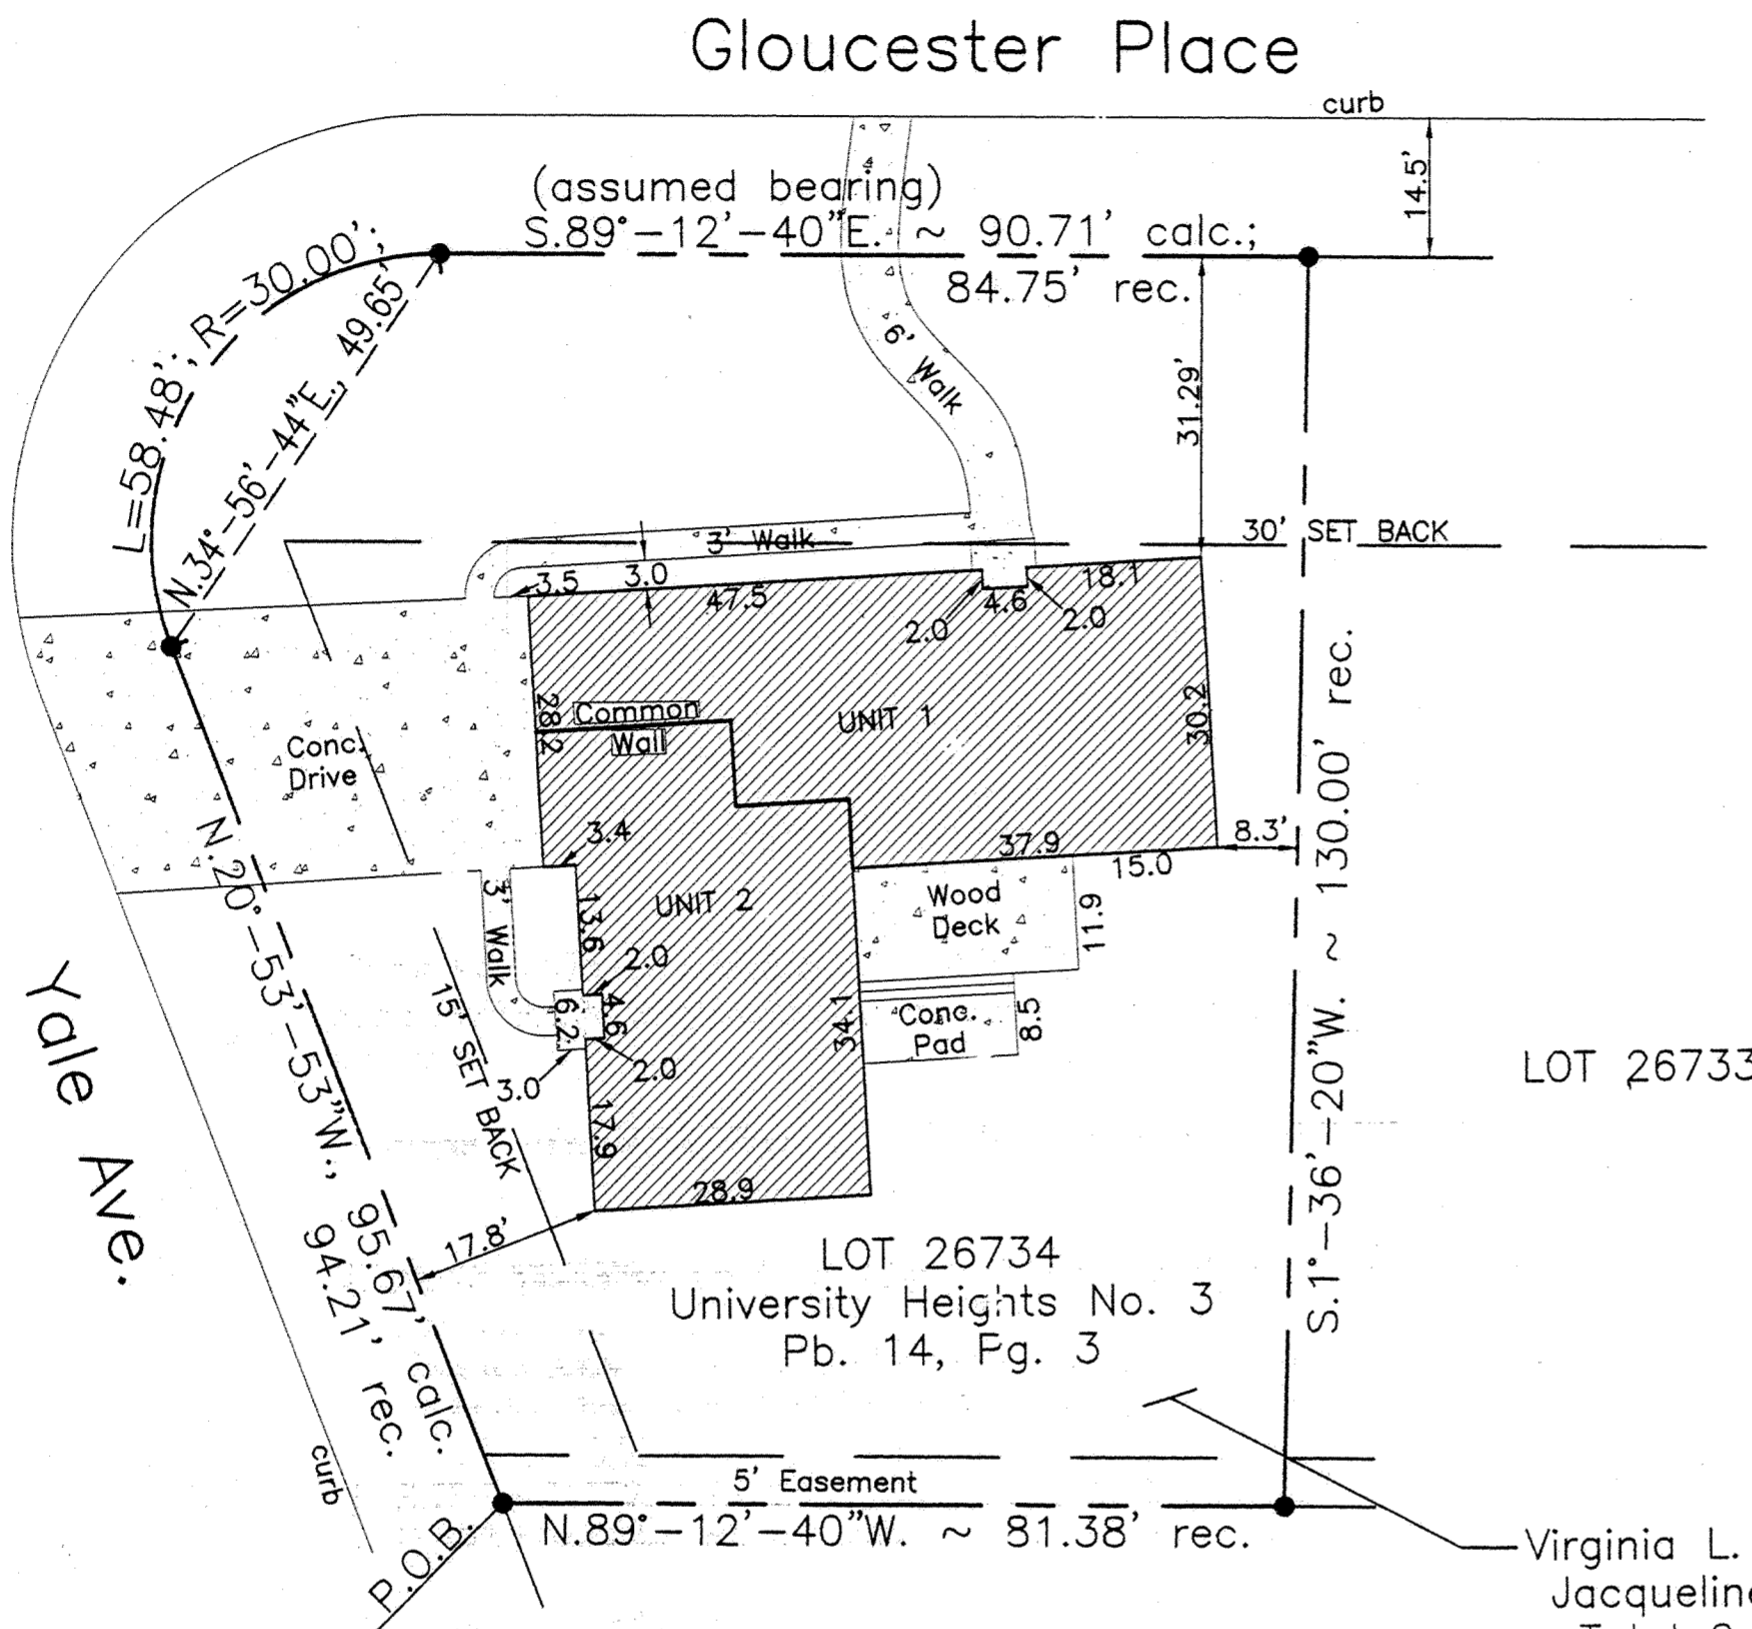 Gloucester Place
curb
14.5'
(assumed bearing)
S.89°-12'-40"E. ~ 90.71' calc.;
84.75' rec.
L=58.48'; R=30.00';
N.34°-56'-44"E., 49.65'
6' Walk
31.29'
30' SET BACK
3' Walk
3.5
3.0
47.5
18.1
4.6
2.0
2.0
28.2
Common
Wall
UNIT 1
30.2
Conc.
Drive
3.4
37.9
8.3'
15.0
UNIT 2
13.6
Wood
Deck
11.9
3' Walk
2.0
6.2
4.6
2.0
3.0
34.1
Conc.
Pad
8.5
17.9
28.9
15' SET BACK
17.8'
N.20°-53'-53"W., 95.67' calc.
94.21' rec.
Yale Ave.
curb
S.1°-36'-20"W. ~ 130.00' rec.
LOT 26733
LOT 26734
University Heights No. 3
Pb. 14, Pg. 3
5' Easement
N.89°-12'-40"W. ~ 81.38' rec.
P.O.B.
Virginia L.
Jacqueline